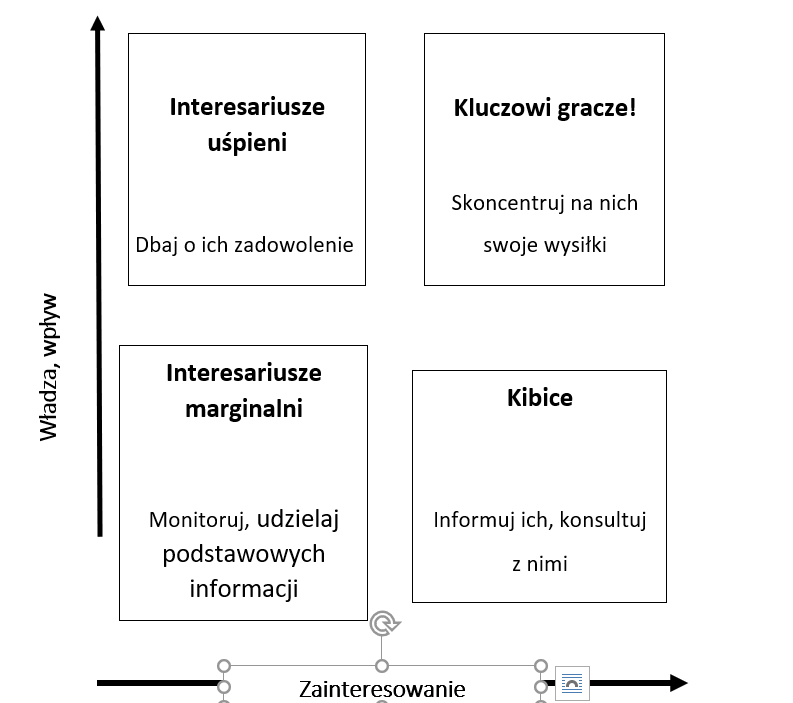 Interesariusze
uśpieni
Dbaj o ich zadowolenie
Kluczowi gracze!
Skoncentruj na nich
swoje wysiłki
Władza, wpływ
Interesariusze
marginalni
Monitoruj, udzielaj
podstawowych
informacji
Kibice
Informuj ich, konsultuj
z nimi
Zainteresowanie